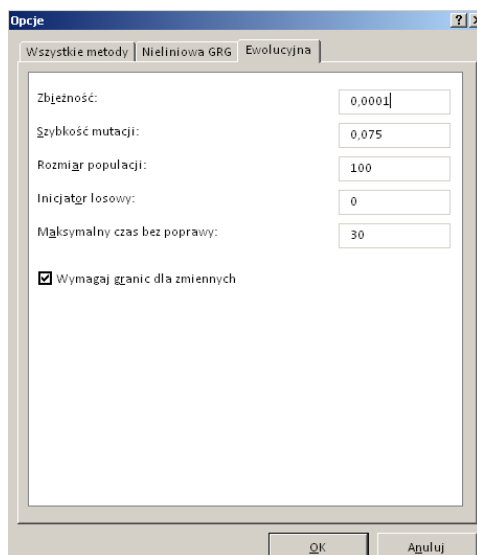 Opcje
Wszystkie metody Nieliniowa GRG Ewolucyjna
Zbieżność: 0,0001
Szybkość mutacji: 0,075
Rozmiar populacji: 100
Inicjator losowy: 0
Maksymalny czas bez poprawy: 30
Wymagaj granic dla zmiennych
OK Anuluj